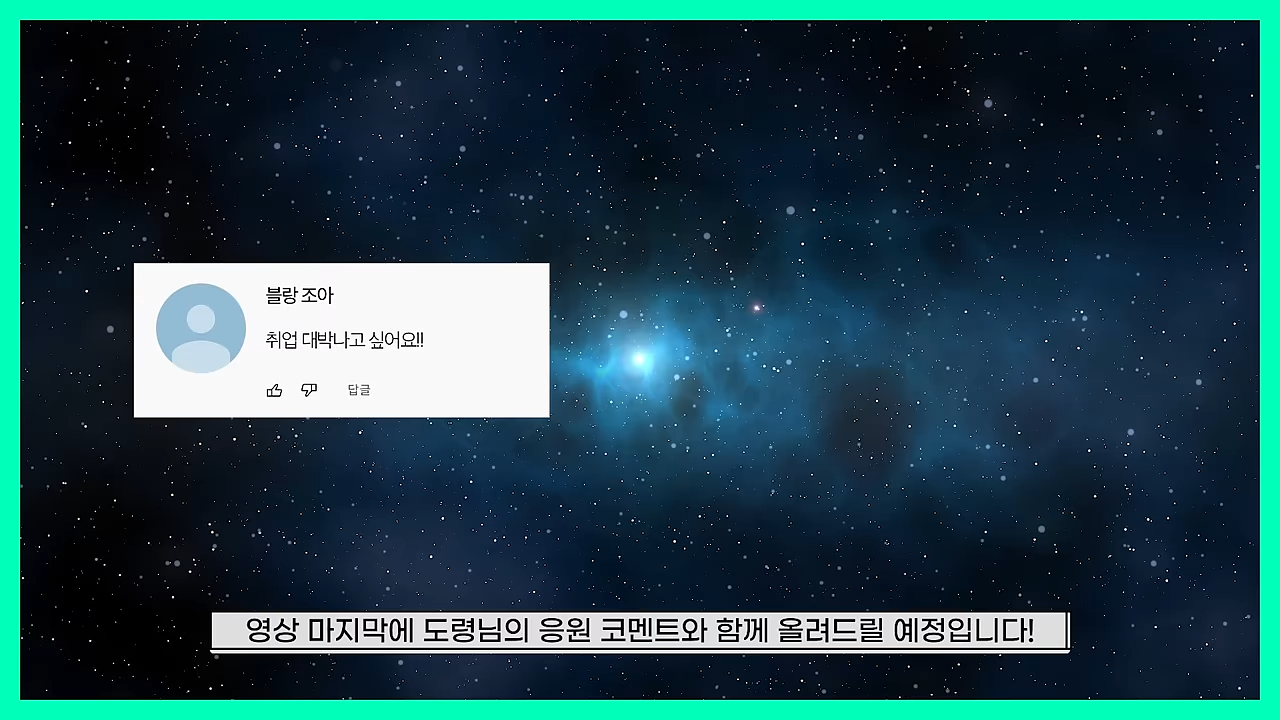 블랑 조아
취업 대박나고 싶어요!!
답글
영상 마지막에 도령님의 응원 코멘트와 함께 올려드릴 예정입니다!